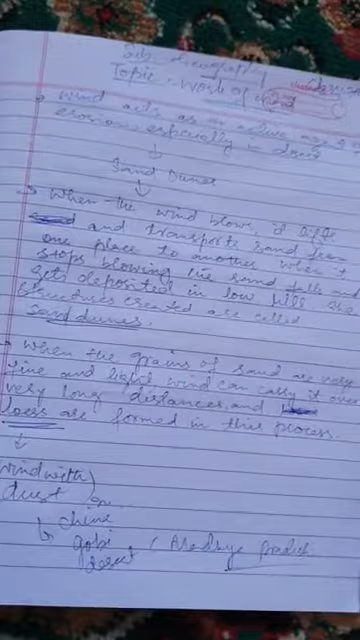 Sub: Geography
Topic - Work of wind
Wind acts as an active age
erosion, especially in desert
Sand Dunes
When the wind blows, it lifts
and transports sand from
one place to another when it
stops blowing the sand falls and
gets deposited in low hill like
structures created are called
sand dunes.
When the grains of sand are very
fine and light, wind can carry it over
very long distances, and
loess are formed in this process.
(wind with)
dust
chine
gobi (Madhya Pradesh
desert